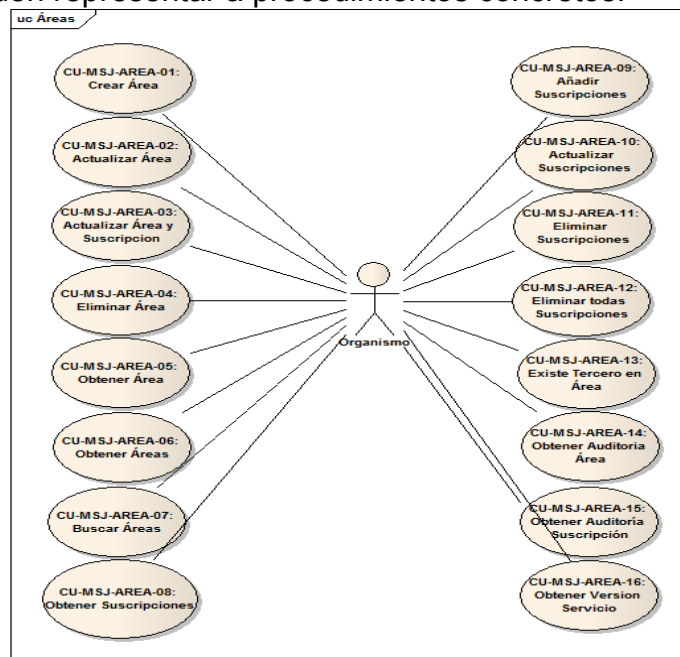 den representar a procedimientos concretos.
uc Áreas
CU-MSJ-AREA-01:
Crear Área
CU-MSJ-AREA-02:
Actualizar Área
CU-MSJ-AREA-03:
Actualizar Área y
Suscripcion
CU-MSJ-AREA-04:
Eliminar Área
CU-MSJ-AREA-05:
Obtener Área
CU-MSJ-AREA-06:
Obtener Áreas
CU-MSJ-AREA-07:
Buscar Áreas
CU-MSJ-AREA-08:
Obtener Suscripciones
Organismo
CU-MSJ-AREA-09:
Añadir
Suscripciones
CU-MSJ-AREA-10:
Actualizar
Suscripciones
CU-MSJ-AREA-11:
Eliminar
Suscripciones
CU-MSJ-AREA-12:
Eliminar todas
Suscripciones
CU-MSJ-AREA-13:
Existe Tercero en
Área
CU-MSJ-AREA-14:
Obtener Auditoria
Área
CU-MSJ-AREA-15:
Obtener Auditoría
Suscripción
CU-MSJ-AREA-16:
Obtener Version
Servicio